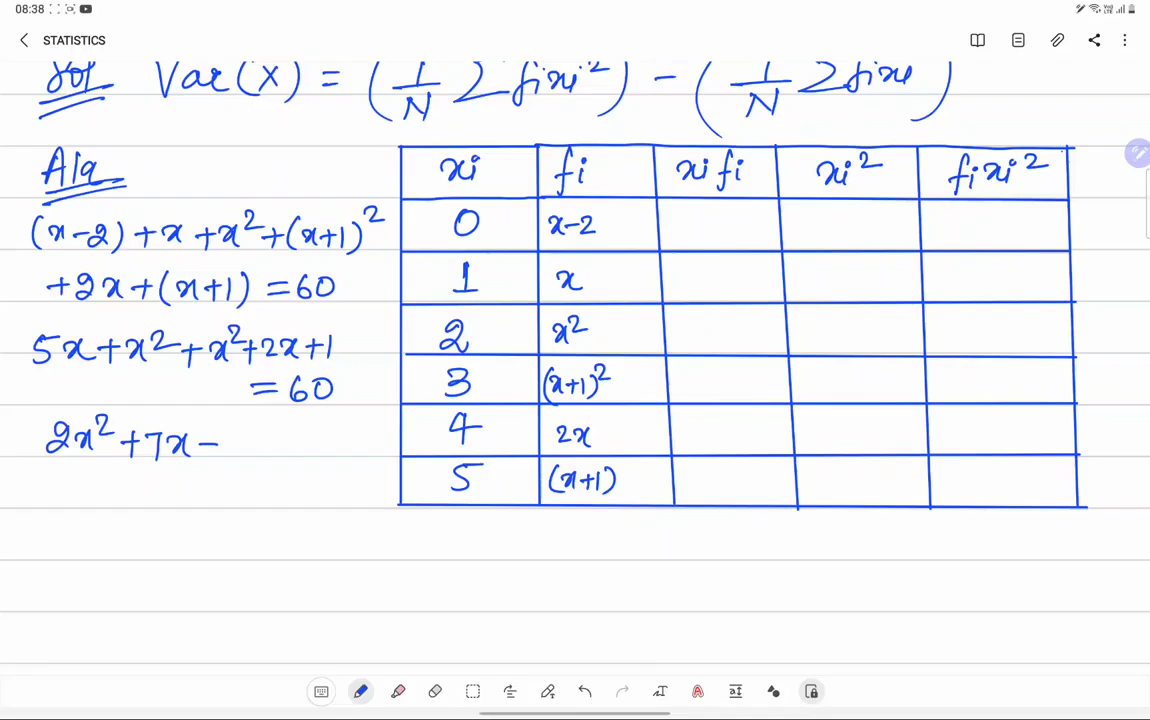 08:38
STATISTICS
Sol Var(X) = (1/N Σfixi²) - (1/N Σfixi)
A/q
(x-2)+x+x²+(x+1)²
+2x+(x+1) = 60
5x+x²+x²+2x+1
= 60
2x²+7x-
xi fi xifi xi² fixi²
0 x-2
1 x
2 x²
3 (x+1)²
4 2x
5 (x+1)